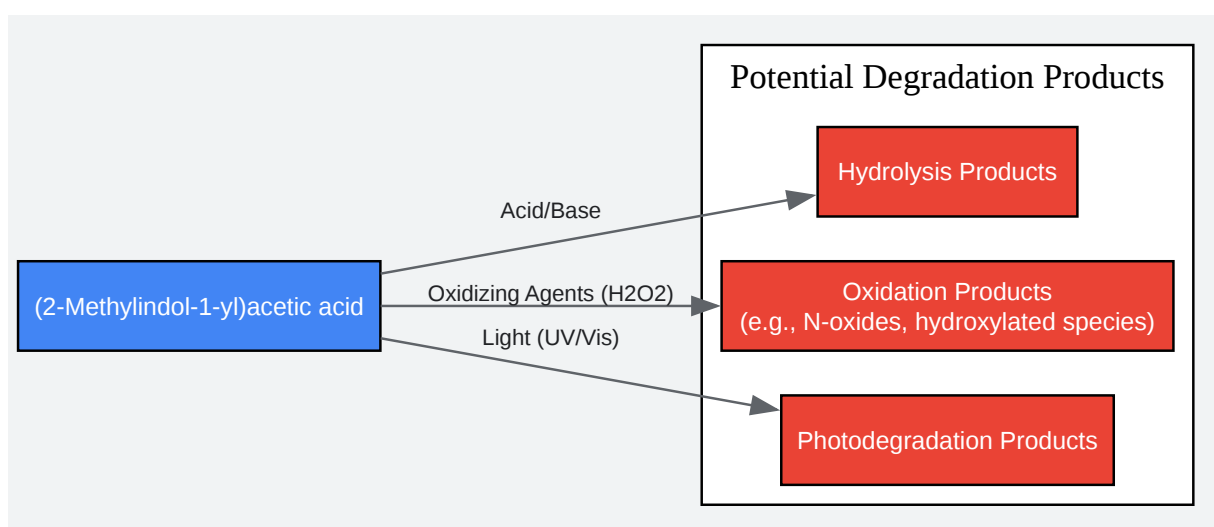 Potential Degradation Products
Hydrolysis Products
Acid/Base
(2-Methylindol-1-yl)acetic acid
Oxidizing Agents (H2O2)
Oxidation Products
(e.g., N-oxides, hydroxylated species)
Light (UV/Vis)
Photodegradation Products